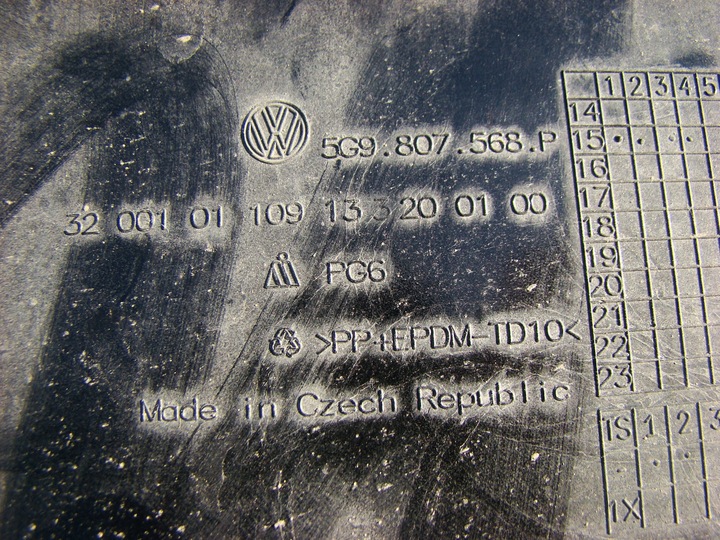 5G9.807.568.P
32 001 01 109 13 3 20 01 00
PG6
>PP+EPDM-TD10<
Made in Czech Republic
1 2 3 4 5
14
15
16
17
18
19
20
21
22
23
TS 1 2 3
1X